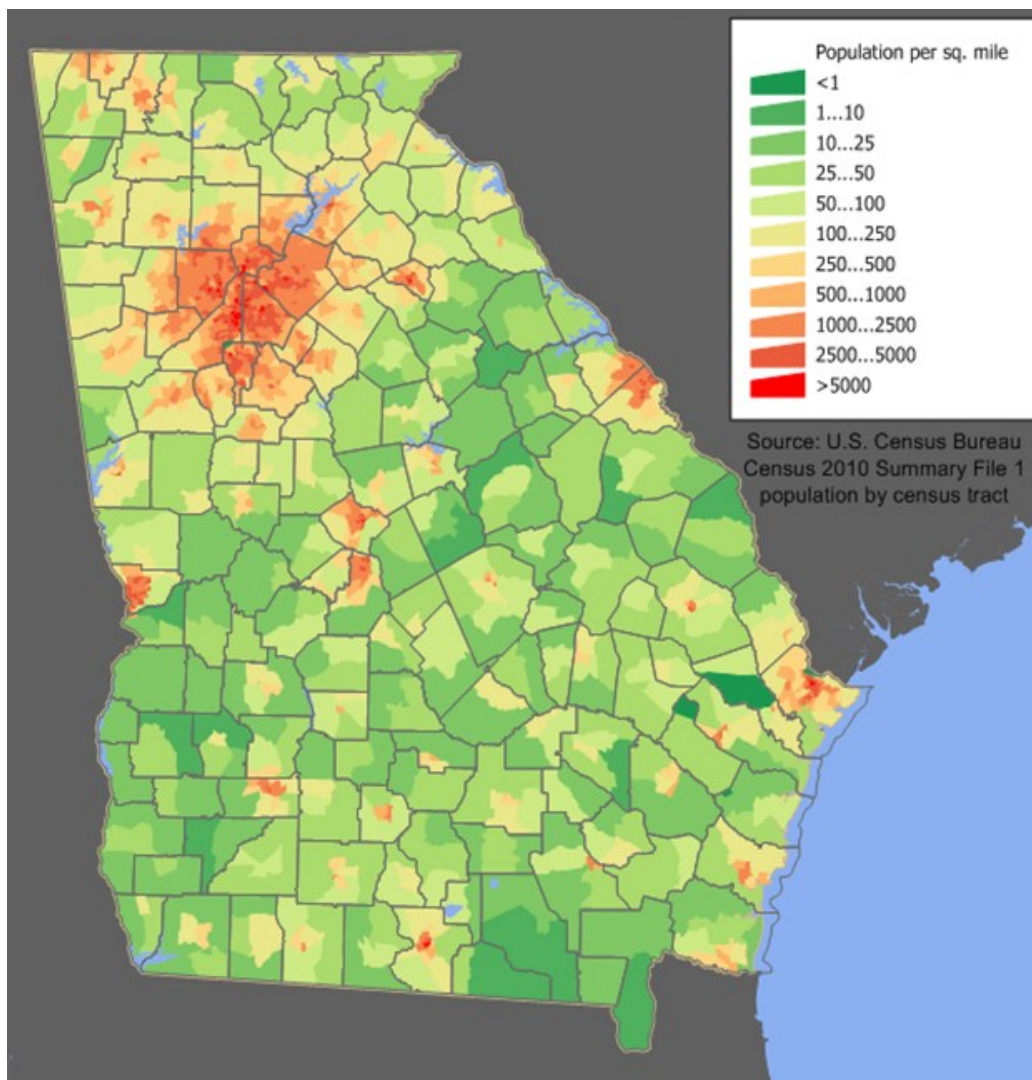 Population per sq. mile
<1
1...10
10...25
25...50
50...100
100...250
250...500
500...1000
1000...2500
2500...5000
>5000
Source: U.S. Census Bureau
Census 2010 Summary File 1
population by census tract